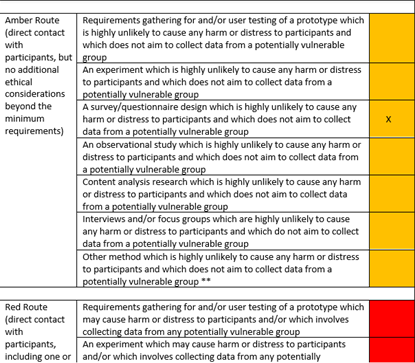 Amber Route
(direct contact
with
participants, but
no additional
ethical
considerations
beyond the
minimum
requirements)
Requirements gathering for and/or user testing of a prototype which
is highly unlikely to cause any harm or distress to participants and
which does not aim to collect data from a potentially vulnerable
group
An experiment which is highly unlikely to cause any harm or distress
to participants and which does not aim to collect data from a
potentially vulnerable group
A survey/questionnaire design which is highly unlikely to cause any
harm or distress to participants and which does not aim to collect
data from a potentially vulnerable group
X
An observational study which is highly unlikely to cause any harm or
distress to participants and which does not aim to collect data from
a potentially vulnerable group
Content analysis research which is highly unlikely to cause any harm
or distress to participants and which does not aim to collect data
from a potentially vulnerable group
Interviews and/or focus groups which are highly unlikely to cause
any harm or distress to participants and which do not aim to collect
data from a potentially vulnerable group
Other method which is highly unlikely to cause any harm or distress
to participants and which does not aim to collect data from a
potentially vulnerable group **
Red Route
(direct contact
with
participants,
including one or
Requirements gathering for and/or user testing of a prototype which
may cause harm or distress to participants and/or which involves
collecting data from any potentially vulnerable group
An experiment which may cause harm or distress to participants
and/or which involves collecting data from any potentially